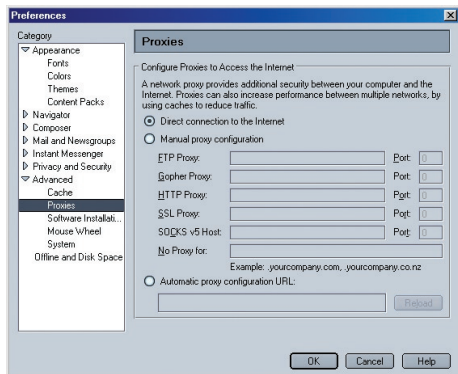 Preferences
Category
Appearance
Fonts
Colors
Themes
Content Packs
Navigator
Composer
Mail and Newsgroups
Instant Messenger
Privacy and Security
Advanced
Cache
Proxies
Software Installati...
Mouse Wheel
System
Offline and Disk Space
Proxies
Configure Proxies to Access the Internet
A network proxy provides additional security between your computer and the
Internet. Proxies can also increase performance between multiple networks, by
using caches to reduce traffic.
Direct connection to the Internet
Manual proxy configuration
FTP Proxy: Port: 0
Gopher Proxy: Port: 0
HTTP Proxy: Port: 0
SSL Proxy: Port: 0
SOCKS v5 Host: Port: 0
No Proxy for:
Example: .yourcompany.com, .yourcompany.co.nz
Automatic proxy configuration URL:
Reload
OK Cancel Help